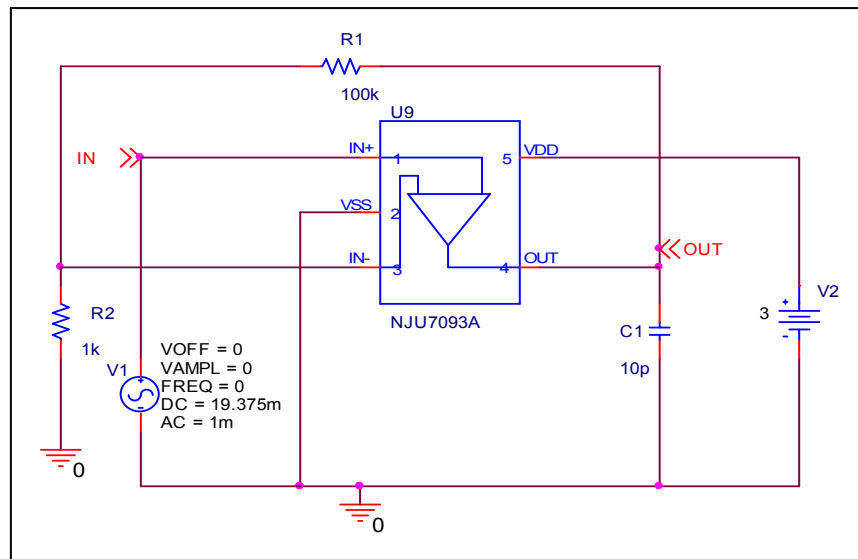 R1
100k
U9
IN
IN+
1
5
VDD
VSS
2
IN-
3
4
OUT
OUT
NJU7093A
R2
1k
V1
VOFF = 0
VAMPL = 0
FREQ = 0
DC = 19.375m
AC = 1m
C1
10p
V2
3
0
0